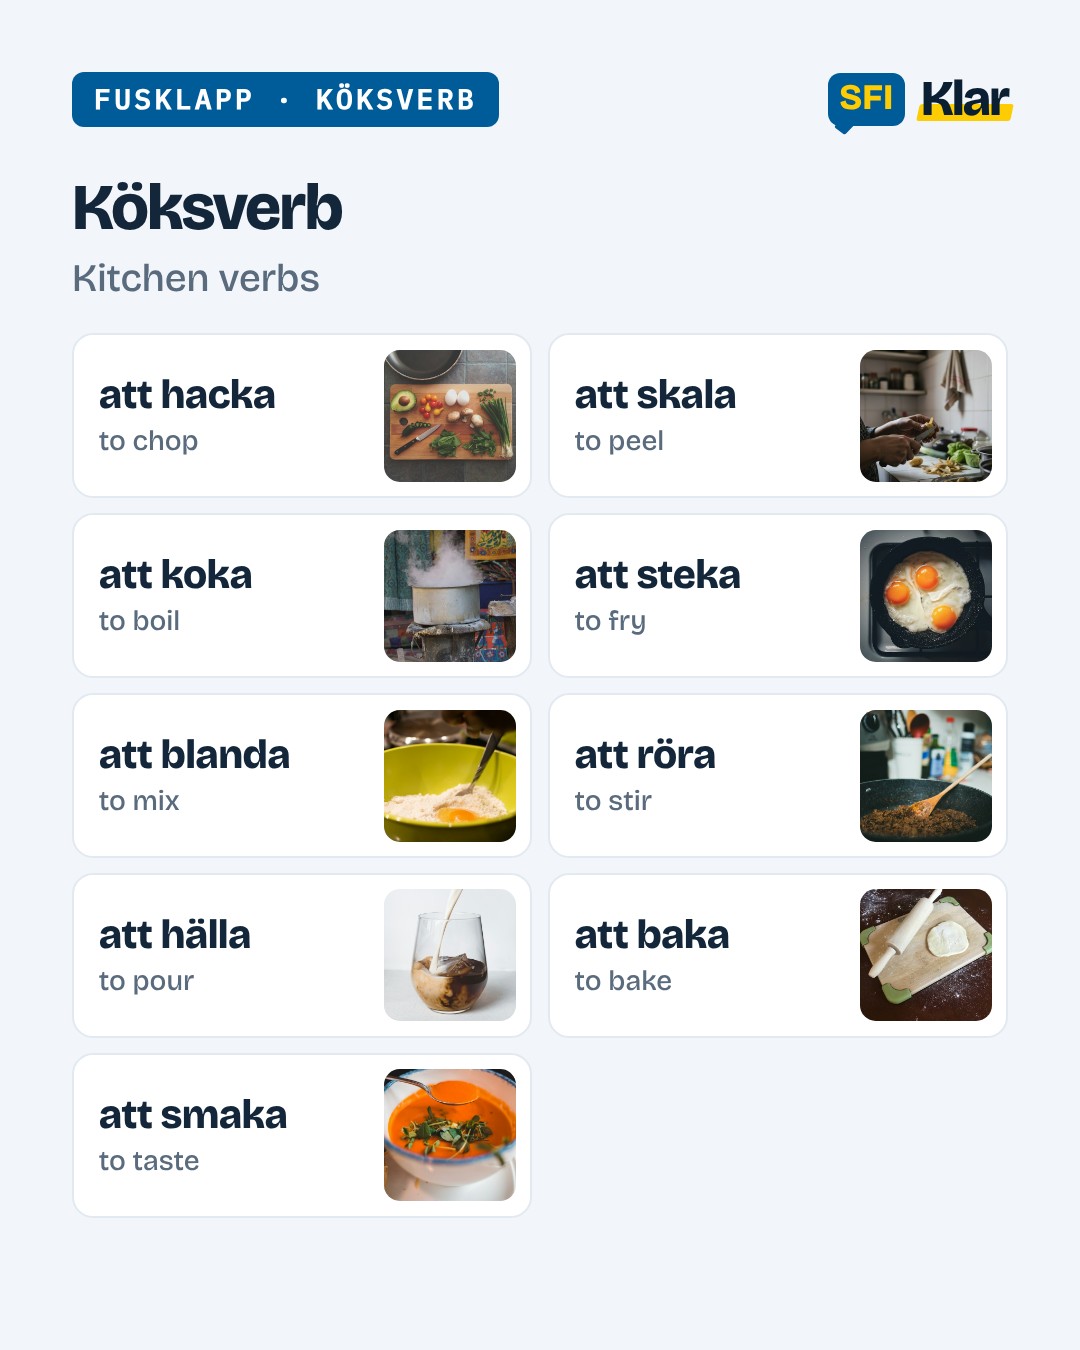 FUSKLAPP · KÖKSVERB
SFI Klar
Köksverb
Kitchen verbs
att hacka
to chop
att skala
to peel
att koka
to boil
att steka
to fry
att blanda
to mix
att röra
to stir
att hälla
to pour
att baka
to bake
att smaka
to taste